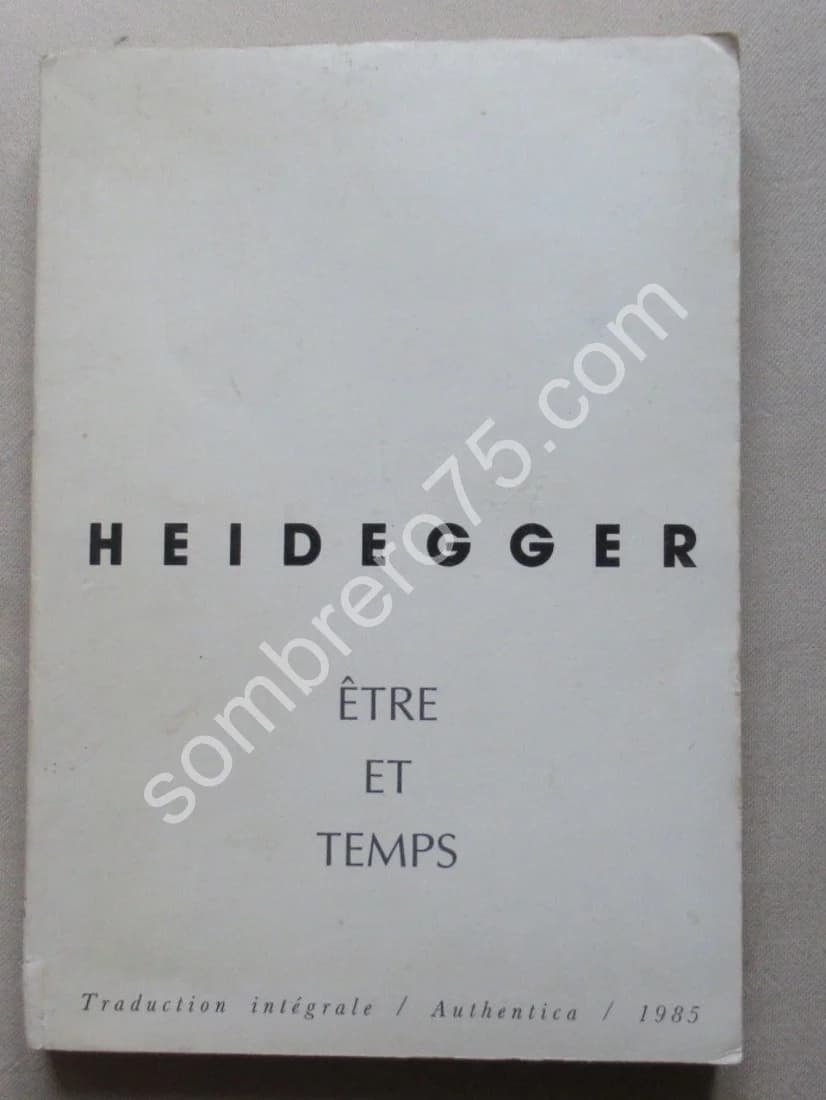 HEIDEGGER
ÊTRE
ET
TEMPS
Traduction intégrale / Authentica / 1985
sombrero75.com